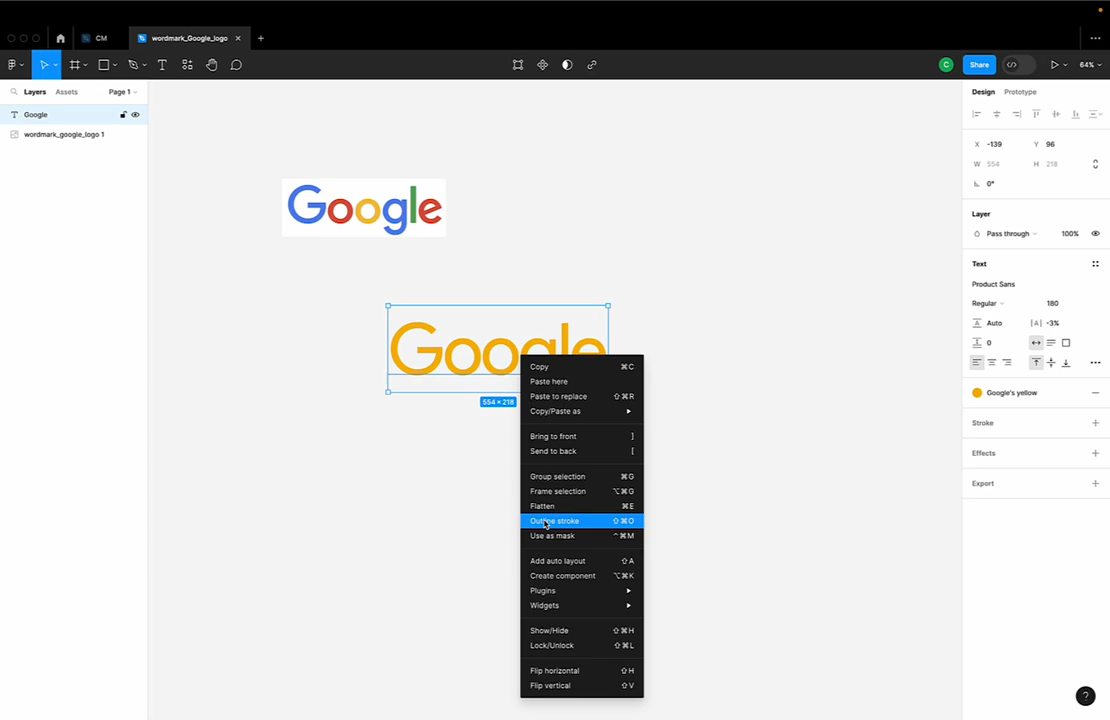 CM
wordmark_Google_logo
Share
64%
Layers
Assets
Page 1
Google
wordmark_google_logo 1
Google
Google
554 × 218
Copy ⌘C
Paste here
Paste to replace ⇧⌘R
Copy/Paste as
Bring to front ]
Send to back [
Group selection ⌘G
Frame selection ⌥⌘G
Flatten ⌘E
Outline stroke ⇧⌘O
Use as mask ^⌘M
Add auto layout ⇧A
Create component ⌥⌘K
Plugins
Widgets
Show/Hide ⇧⌘H
Lock/Unlock ⇧⌘L
Flip horizontal ⇧H
Flip vertical ⇧V
C
Design
Prototype
X -139 Y 96
W 554 H 218
0°
Layer
Pass through 100%
Text
Product Sans
Regular 180
A Auto |A| -3%
0
Google's yellow
Stroke
Effects
Export
?